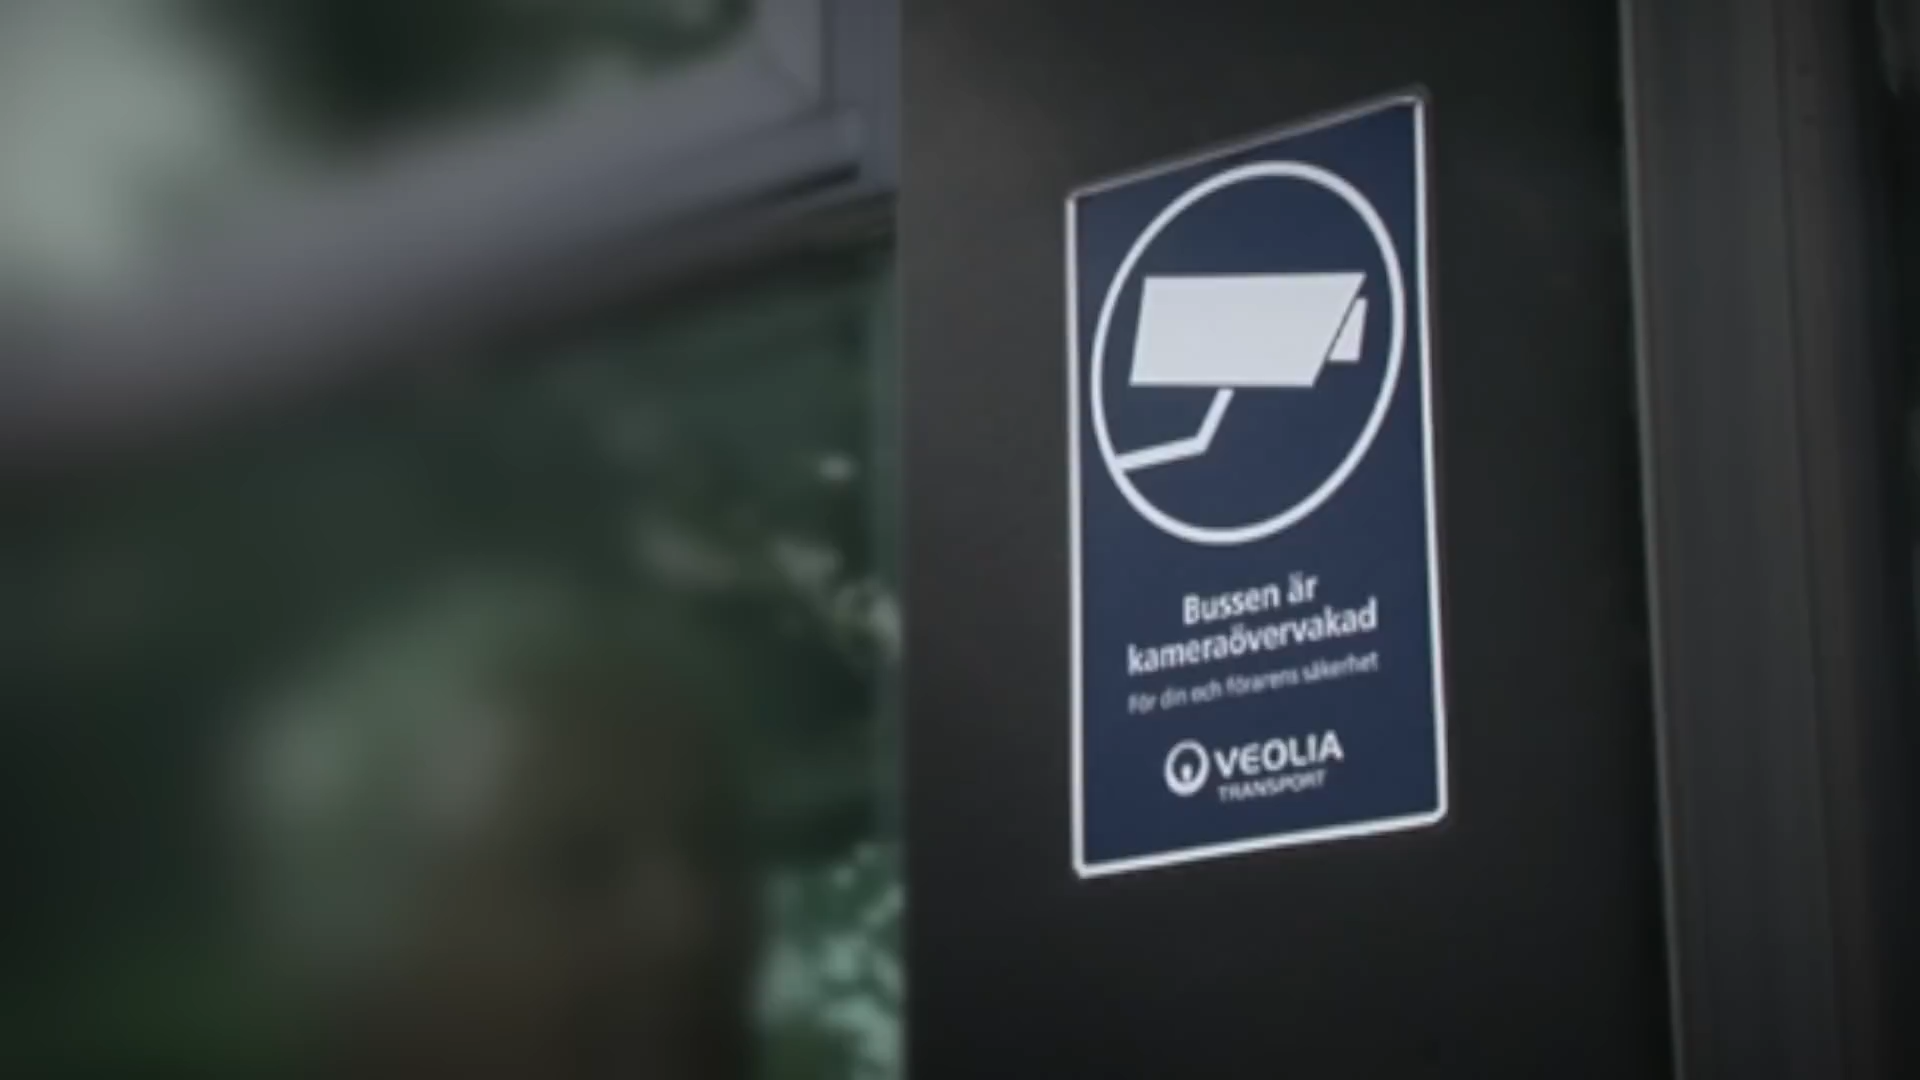 Bussen är
kameraövervakad
För din och förarens säkerhet
VEOLIA
TRANSPORT